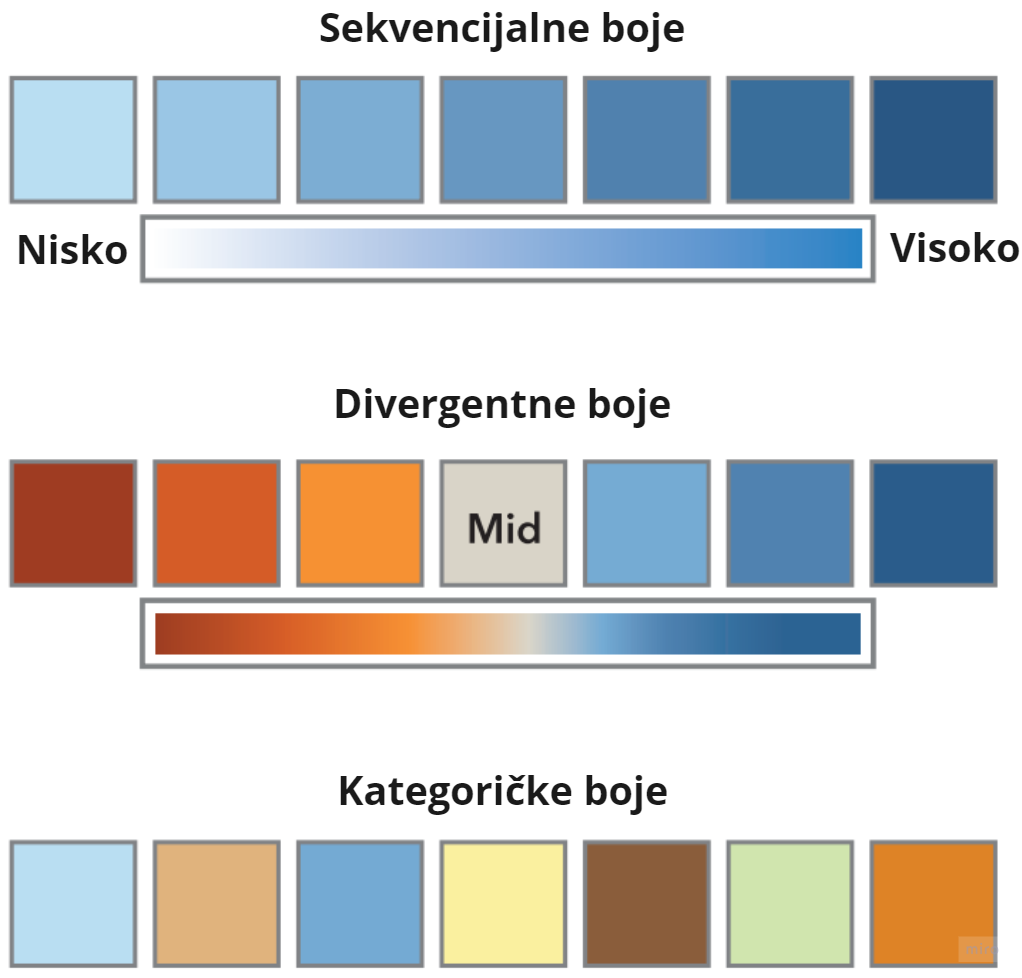 Sekvencijalne boje
Nisko
Visoko
Divergentne boje
Mid
Kategoričke boje